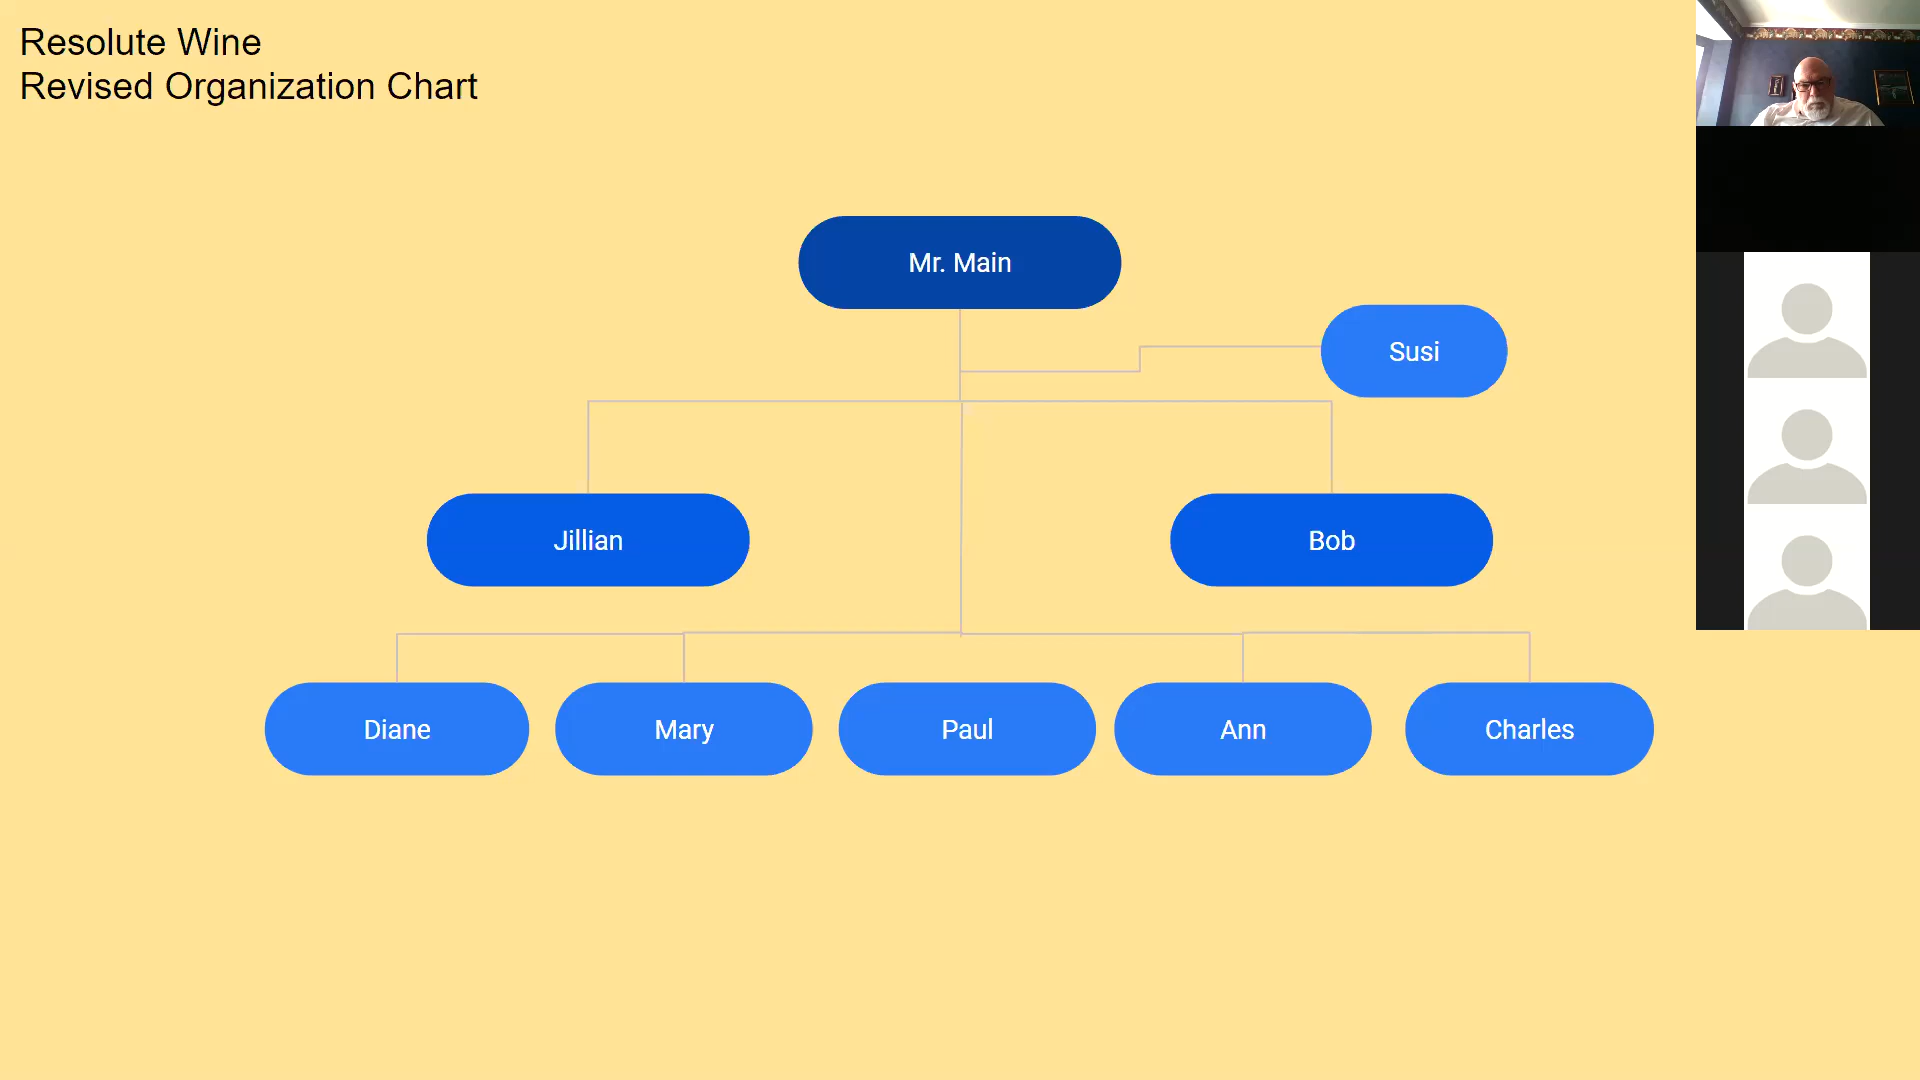 Resolute Wine
Revised Organization Chart
Mr. Main
Susi
Jillian
Bob
Diane
Mary
Paul
Ann
Charles